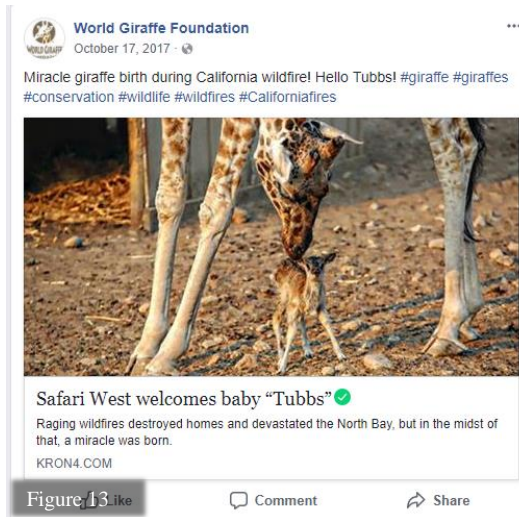 World Giraffe Foundation
October 17, 2017 ·
Miracle giraffe birth during California wildfire! Hello Tubbs! #giraffe #giraffes
#conservation #wildlife #wildfires #Californiafires
Safari West welcomes baby “Tubbs”
Raging wildfires destroyed homes and devastated the North Bay, but in the midst of
that, a miracle was born.
KRON4.COM
Figure 13
Like Comment Share